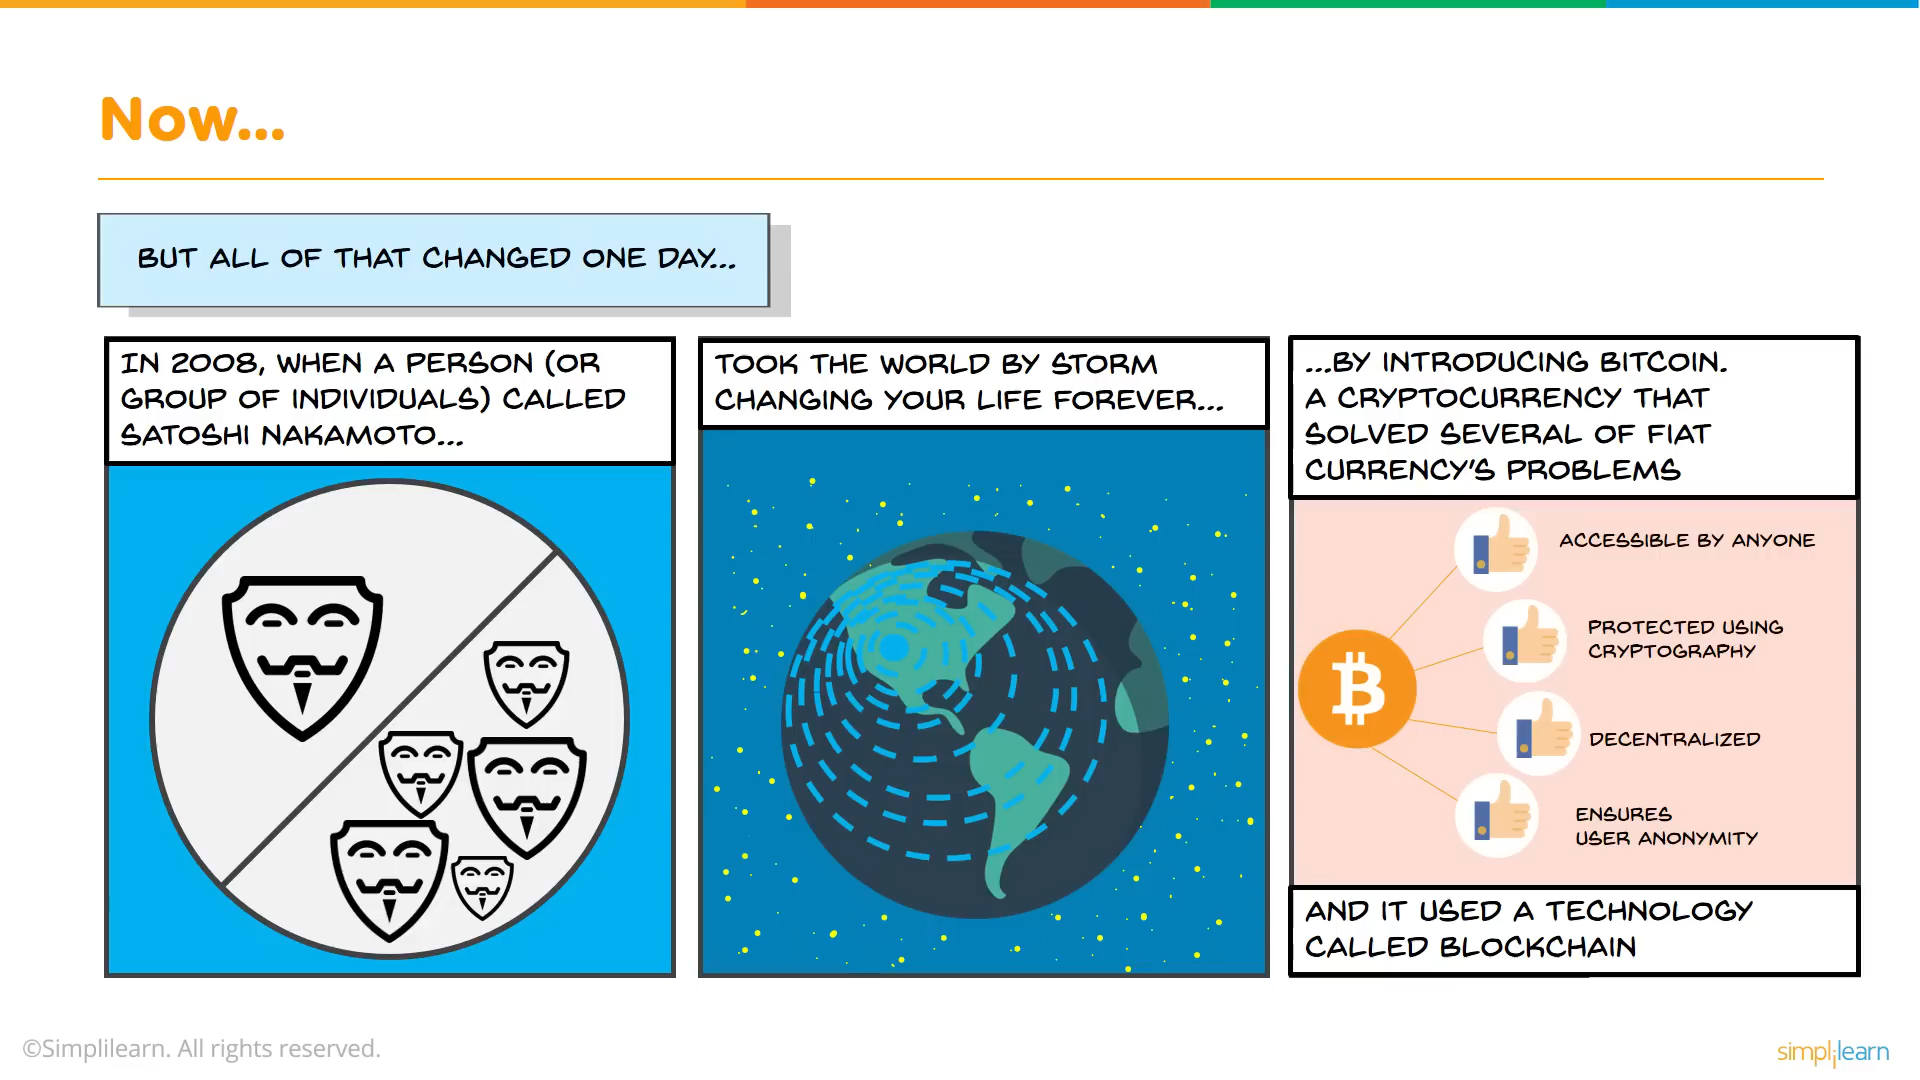 Now...
BUT ALL OF THAT CHANGED ONE DAY...
IN 2008, WHEN A PERSON (OR
GROUP OF INDIVIDUALS) CALLED
SATOSHI NAKAMOTO...
TOOK THE WORLD BY STORM
CHANGING YOUR LIFE FOREVER...
...BY INTRODUCING BITCOIN.
A CRYPTOCURRENCY THAT
SOLVED SEVERAL OF FIAT
CURRENCY'S PROBLEMS
ACCESSIBLE BY ANYONE
PROTECTED USING
CRYPTOGRAPHY
DECENTRALIZED
ENSURES
USER ANONYMITY
AND IT USED A TECHNOLOGY
CALLED BLOCKCHAIN
©Simplilearn. All rights reserved.
simplilearn